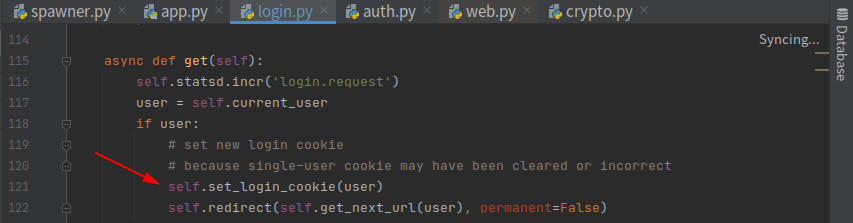 spawner.py app.py login.py auth.py web.py crypto.py
Syncing...
Database
114
115 async def get(self):
116 self.statsd.incr('login.request')
117 user = self.current_user
118 if user:
119 # set new login cookie
120 # because single-user cookie may have been cleared or incorrect
121 self.set_login_cookie(user)
122 self.redirect(self.get_next_url(user), permanent=False)